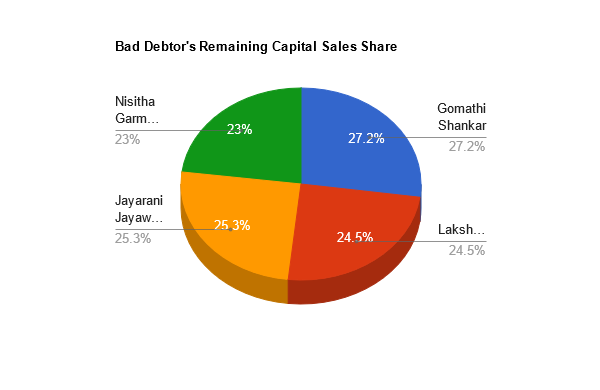 Bad Debtor's Remaining Capital Sales Share
Nisitha
Garm...
23%
Jayarani
Jayaw...
25.3%
23%
27.2%
25.3%
24.5%
Gomathi
Shankar
27.2%
Laksh...
24.5%